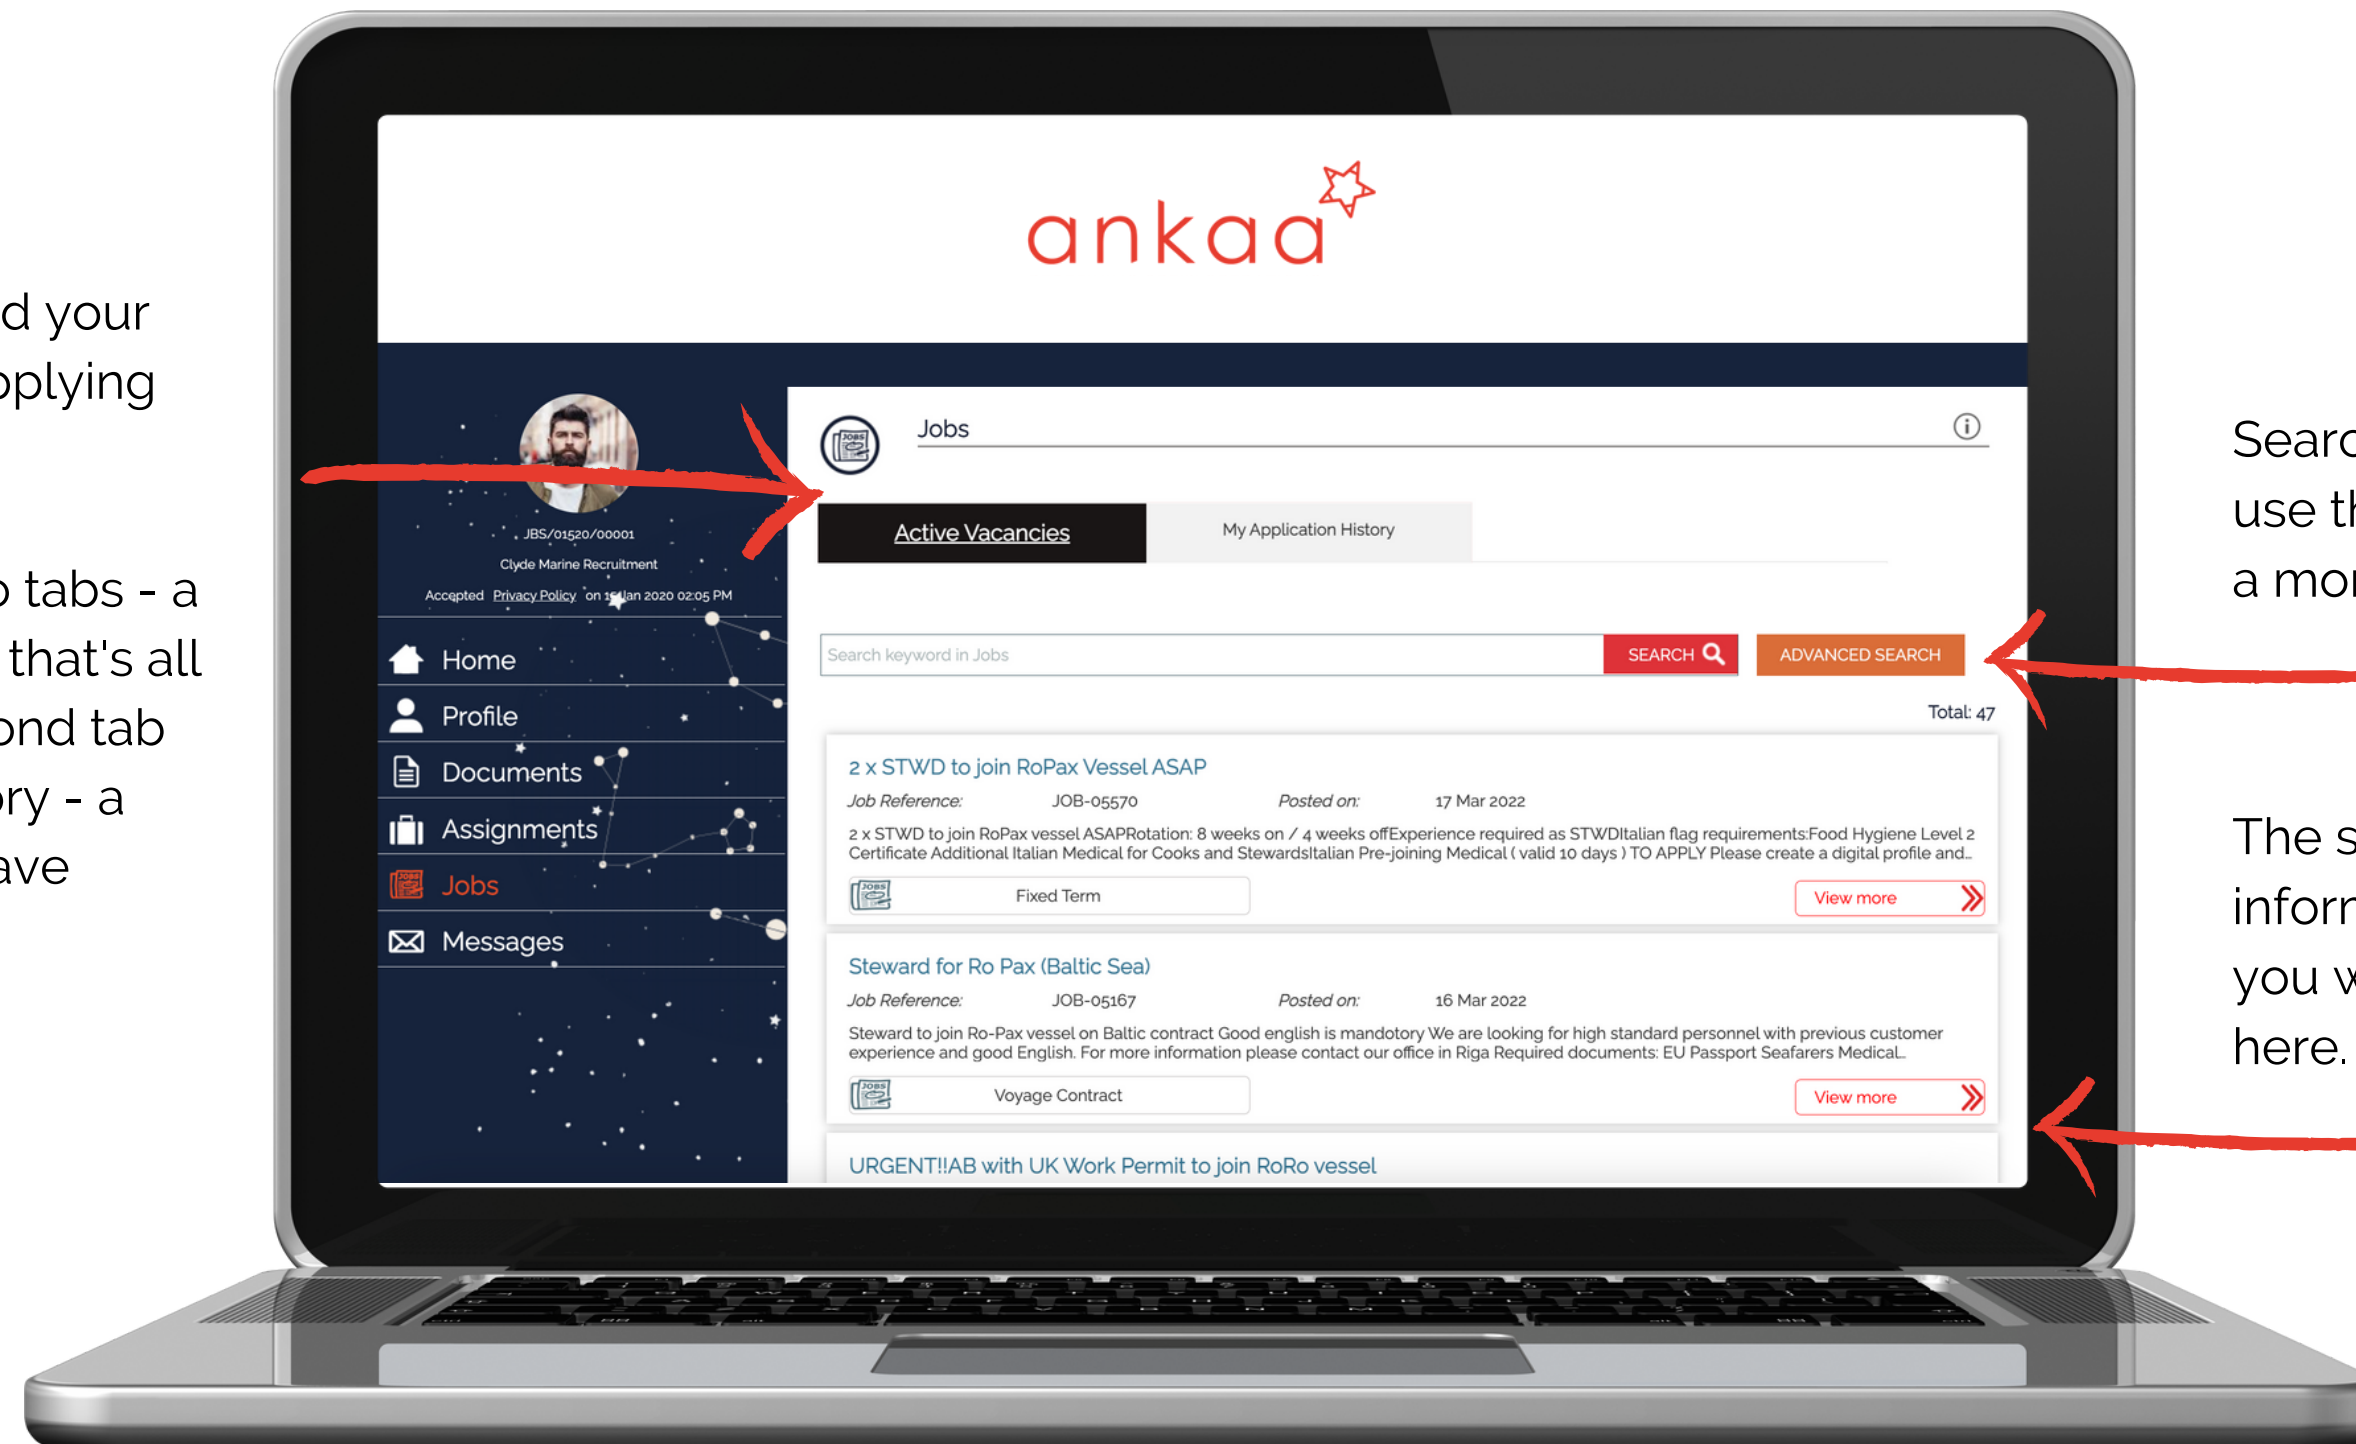 ankaa
d your
pplying
tabs - a
that's all
ond tab
ory - a
ave
JBS/01520/00001
Clyde Marine Recruitment
Accepted Privacy Policy on Jan 2020 02:05 PM
Home
Profile
Documents
Assignments
Jobs
Messages
Jobs
Active Vacancies
My Application History
Search keyword in Jobs
SEARCH
ADVANCED SEARCH
Total: 47
2 x STWD to join RoPax Vessel ASAP
Job Reference: JOB-05570 Posted on: 17 Mar 2022
2 x STWD to join RoPax vessel ASAPRotation: 8 weeks on / 4 weeks offExperience required as STWDItalian flag requirements:Food Hygiene Level 2
Certificate Additional Italian Medical for Cooks and StewardsItalian Pre-joining Medical ( valid 10 days ) TO APPLY Please create a digital profile and...
JOBS
Fixed Term
View more
Steward for Ro Pax (Baltic Sea)
Job Reference: JOB-05167 Posted on: 16 Mar 2022
Steward to join Ro-Pax vessel on Baltic contract Good english is mandotory We are looking for high standard personnel with previous customer
experience and good English. For more information please contact our office in Riga Required documents: EU Passport Seafarers Medical...
JOBS
Voyage Contract
View more
URGENT!!AB with UK Work Permit to join RoRo vessel
Searc
use th
a mor
The s
inforr
you w
here.